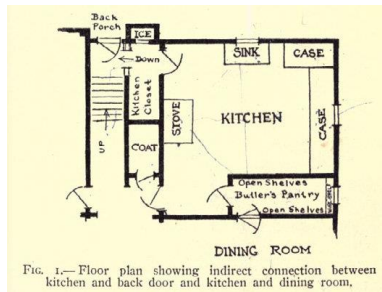 Back
Porch
ICE
Down
Kitchen
Closet
UP
COAT
SINK
CASE
STOVE
KITCHEN
CASE
Open Shelves
Butler's Pantry
Open Shelves
DINING ROOM
FIG. 1.—Floor plan showing indirect connection between
kitchen and back door and kitchen and dining room.